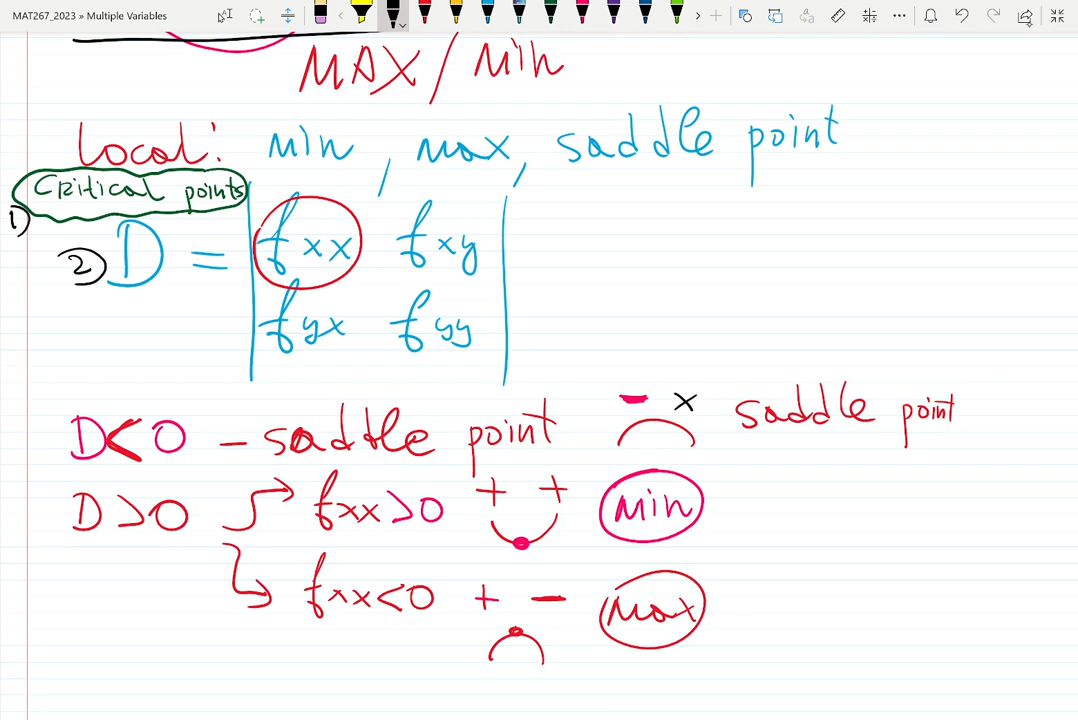 MAT267_2023 » Multiple Variables
MAX / Min
Local: min, max, saddle point
Critical points
1)
2) D = | fxx fxy |
| fyx fyy |
D<0 - saddle point - x saddle point
D>0 fxx>0 + + min
fxx<0 + - max